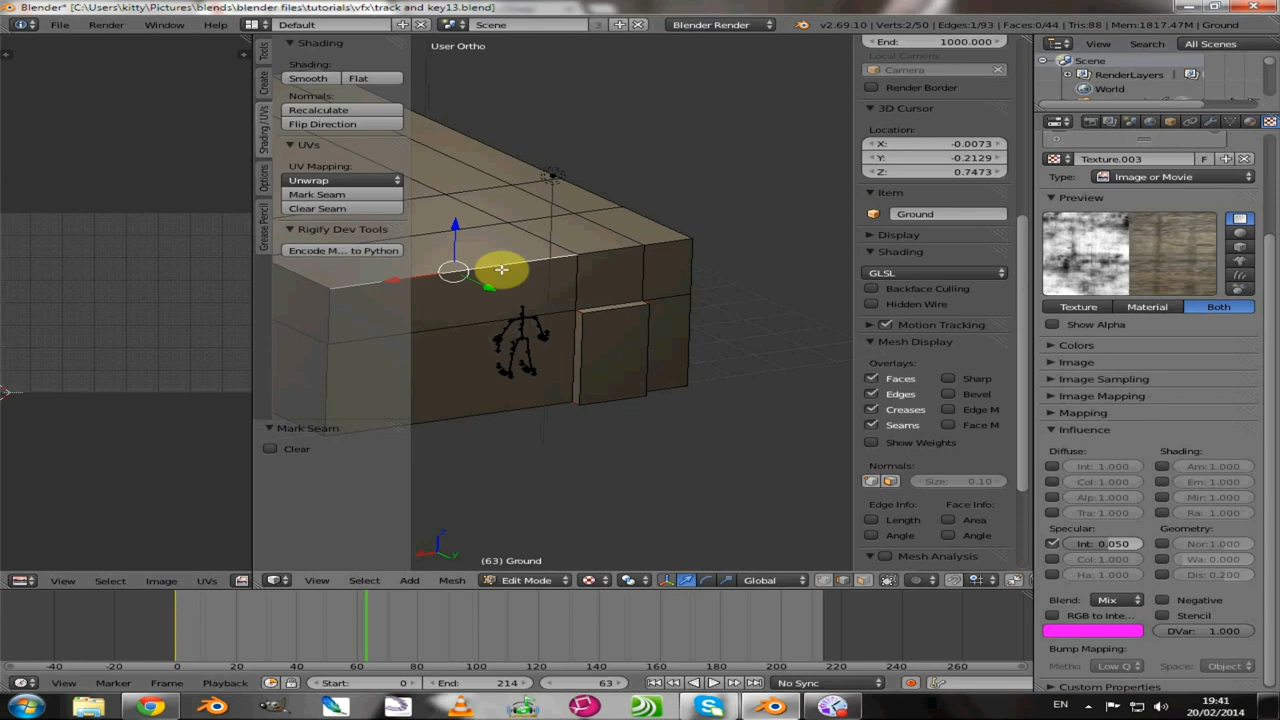 Blender* [C:\Users\kitty\Pictures\blends\blender files\tutorials\vfx\track and key13.blend]
File Render Window Help Default Scene 3 Blender Render v2.69.10 | Verts:2/50 | Edges:1/93 | Faces:0/44 | Tris:88 | Mem:1817.47M | Ground
Tools
Create
Shading / UVs
Options
Grease Pencil
Shading
Shading:
Smooth Flat
Normals:
Recalculate
Flip Direction
UVs
UV Mapping:
Unwrap
Mark Seam
Clear Seam
Rigify Dev Tools
Encode M... to Python
Mark Seam
Clear
User Ortho
(63) Ground
End: 1000.000
Local Camera:
Camera
Render Border
3D Cursor
Location:
X: -0.0073
Y: -0.2129
Z: 0.7473
Item
Ground
Display
Shading
GLSL
Backface Culling
Hidden Wire
Motion Tracking
Mesh Display
Overlays:
Faces Sharp
Edges Bevel
Creases Edge M
Seams Face M
Show Weights
Normals:
Size: 0.10
Edge Info: Face Info:
Length Area
Angle Angle
Mesh Analysis
View Search All Scenes
Scene
RenderLayers
World
Texture.003 F
Type: Image or Movie
Preview
Texture Material Both
Show Alpha
Colors
Image
Image Sampling
Image Mapping
Mapping
Influence
Diffuse: Shading:
Int: 1.000 Am: 1.000
Col: 1.000 Em: 1.000
Alp: 1.000 Mir: 1.000
Tra: 1.000 Ra: 1.000
Specular: Geometry:
Int: 0.050 Nor: 1.000
Col: 1.000 Wa: 0.000
Ha: 1.000 Dis: 0.200
Blend: Mix Negative
RGB to Inte... Stencil
DVar: 1.000
Bump Mapping:
Metho Low Q Space: Object
Custom Properties
View Select Image UVs
View Select Add Mesh Edit Mode Global
-40 -20 0 20 40 60 80 100 120 140 160 180 200 220 240 260
View Marker Frame Playback Start: 0 End: 214 63 No Sync
EN 19:41
20/02/2014